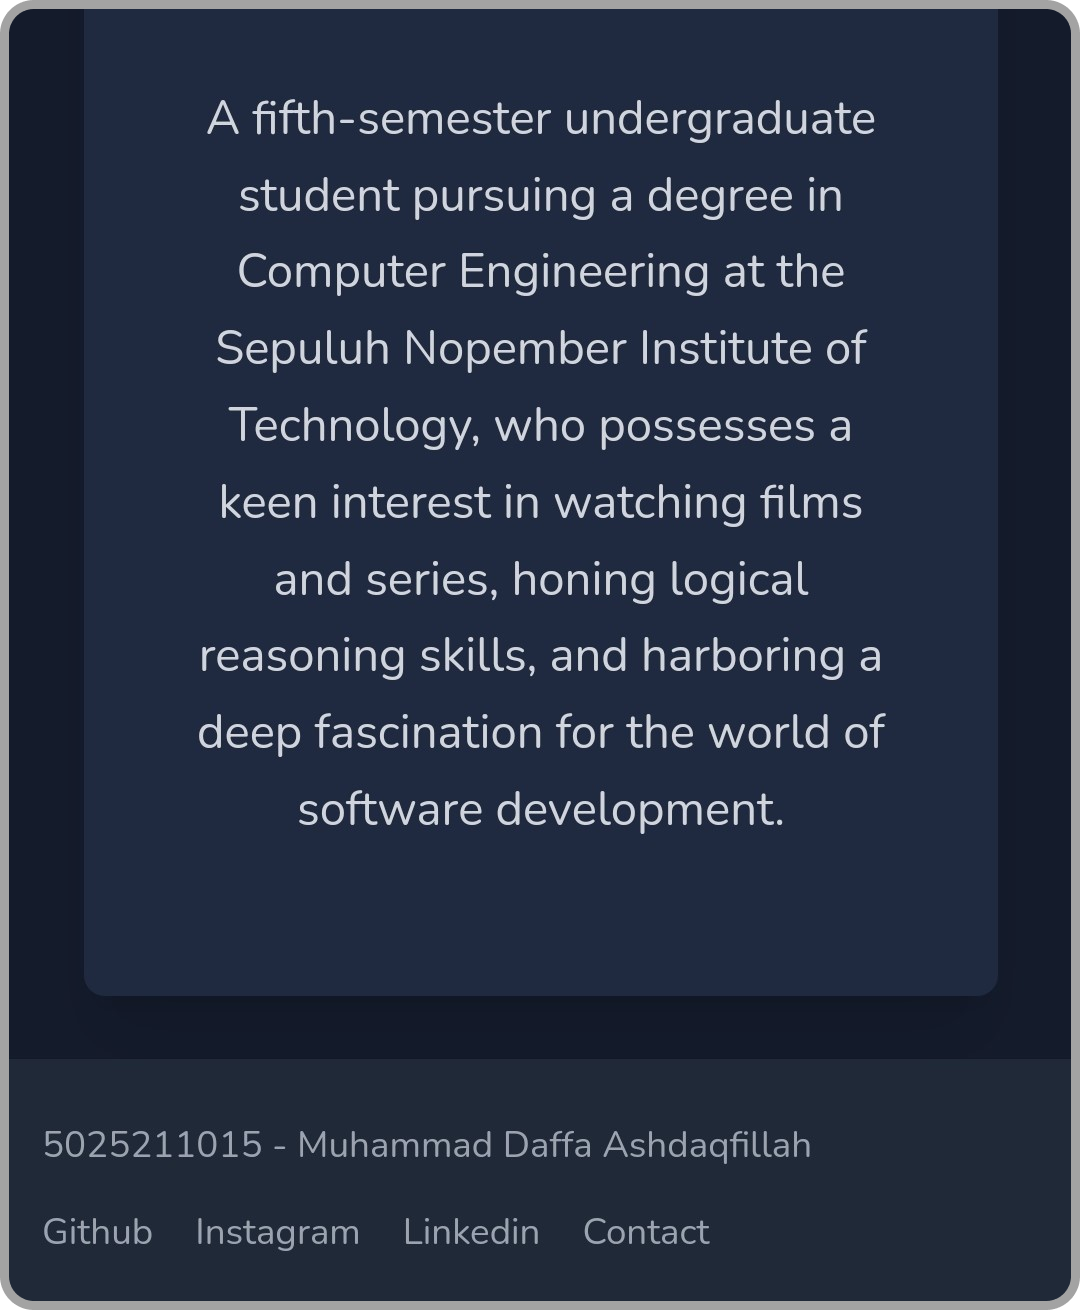 A fifth-semester undergraduate
student pursuing a degree in
Computer Engineering at the
Sepuluh Nopember Institute of
Technology, who possesses a
keen interest in watching films
and series, honing logical
reasoning skills, and harboring a
deep fascination for the world of
software development.
5025211015 - Muhammad Daffa Ashdaqfillah
Github Instagram Linkedin Contact